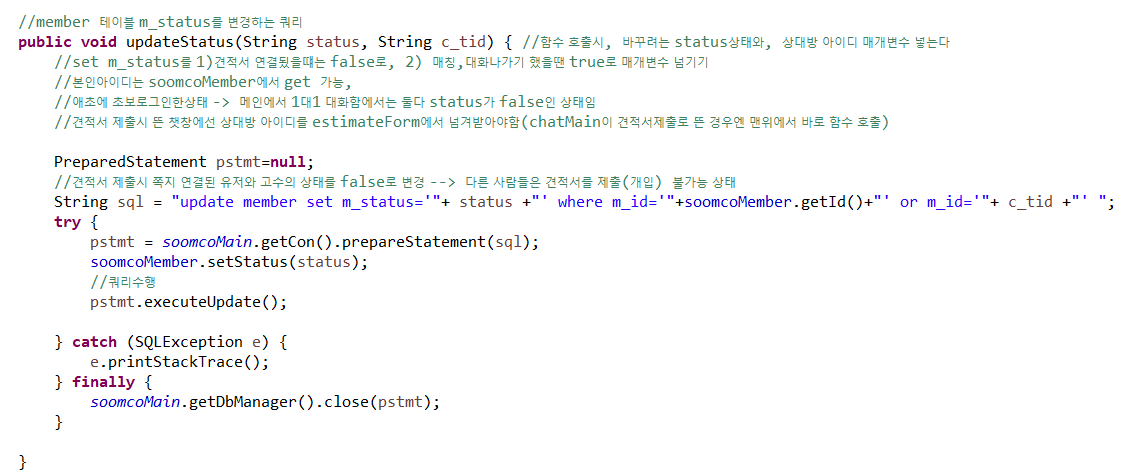 //member 테이블 m_status를 변경하는 쿼리
public void updateStatus(String status, String c_tid) { //함수 호출시, 바꾸려는 status상태와, 상대방 아이디 매개변수 넣는다
//set m_status를 1)견적서 연결됬을떄는 false로, 2) 매칭,대화나가기 했을땐 true로 매개변수 넘기기
//본인아이디는 soomcoMember에서 get 가능,
//애초에 초보로그인한상태 -> 메인에서 1대1 대화함에서는 둘다 status가 false인 상태임
//견적서 제출시 뜬 챗창에선 상대방 아이디를 estimateForm에서 넘겨받아야함(chatMain이 견적서제출로 뜬 경우엔 맨위에서 바로 함수 호출)
PreparedStatement pstmt=null;
//견적서 제출시 쪽지 연결된 유저와 고수의 상태를 false로 변경 --> 다른 사람들은 견적서를 제출(개입) 불가능 상태
String sql = "update member set m_status='"+ status +"' where m_id='"+soomcoMember.getId()+"' or m_id='"+ c_tid +"' ";
try {
pstmt = soomcoMain.getCon().prepareStatement(sql);
soomcoMember.setStatus(status);
//쿼리수행
pstmt.executeUpdate();
} catch (SQLException e) {
e.printStackTrace();
} finally {
soomcoMain.getDbManager().close(pstmt);
}
}